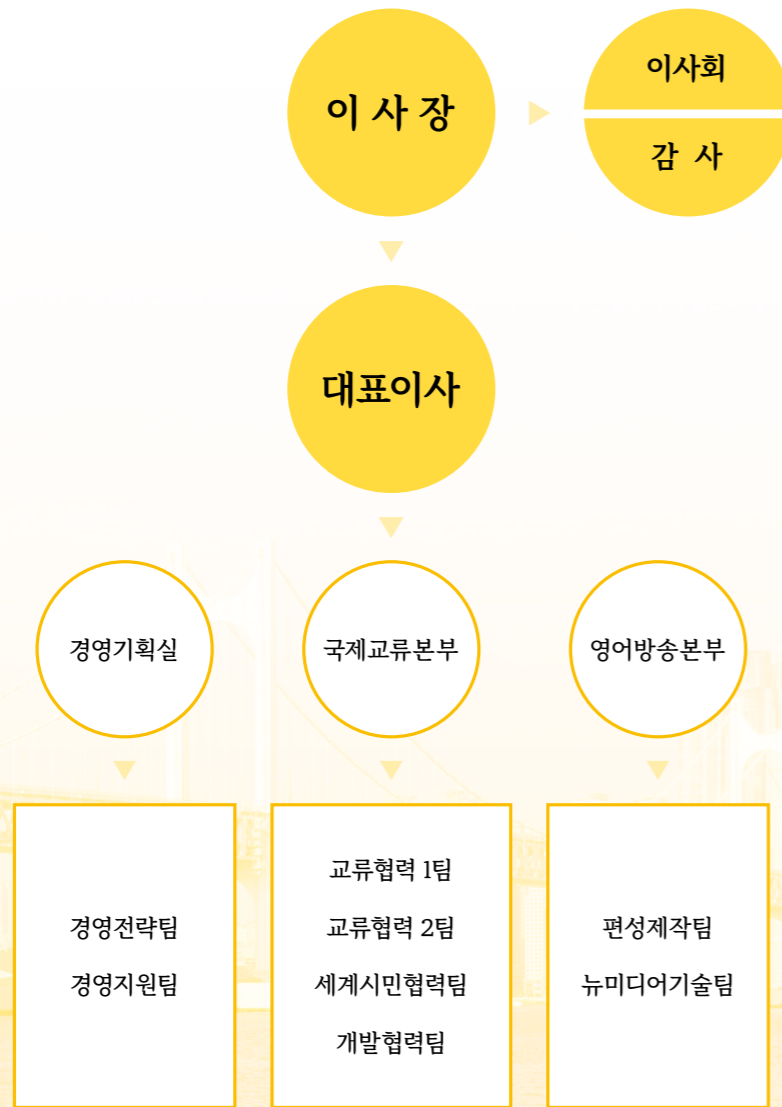 이 사 장
이사회
감 사
대표이사
경영기획실
국제교류본부
영어방송본부
경영전략팀
경영지원팀
교류협력 1팀
교류협력 2팀
세계시민협력팀
개발협력팀
편성제작팀
뉴미디어기술팀